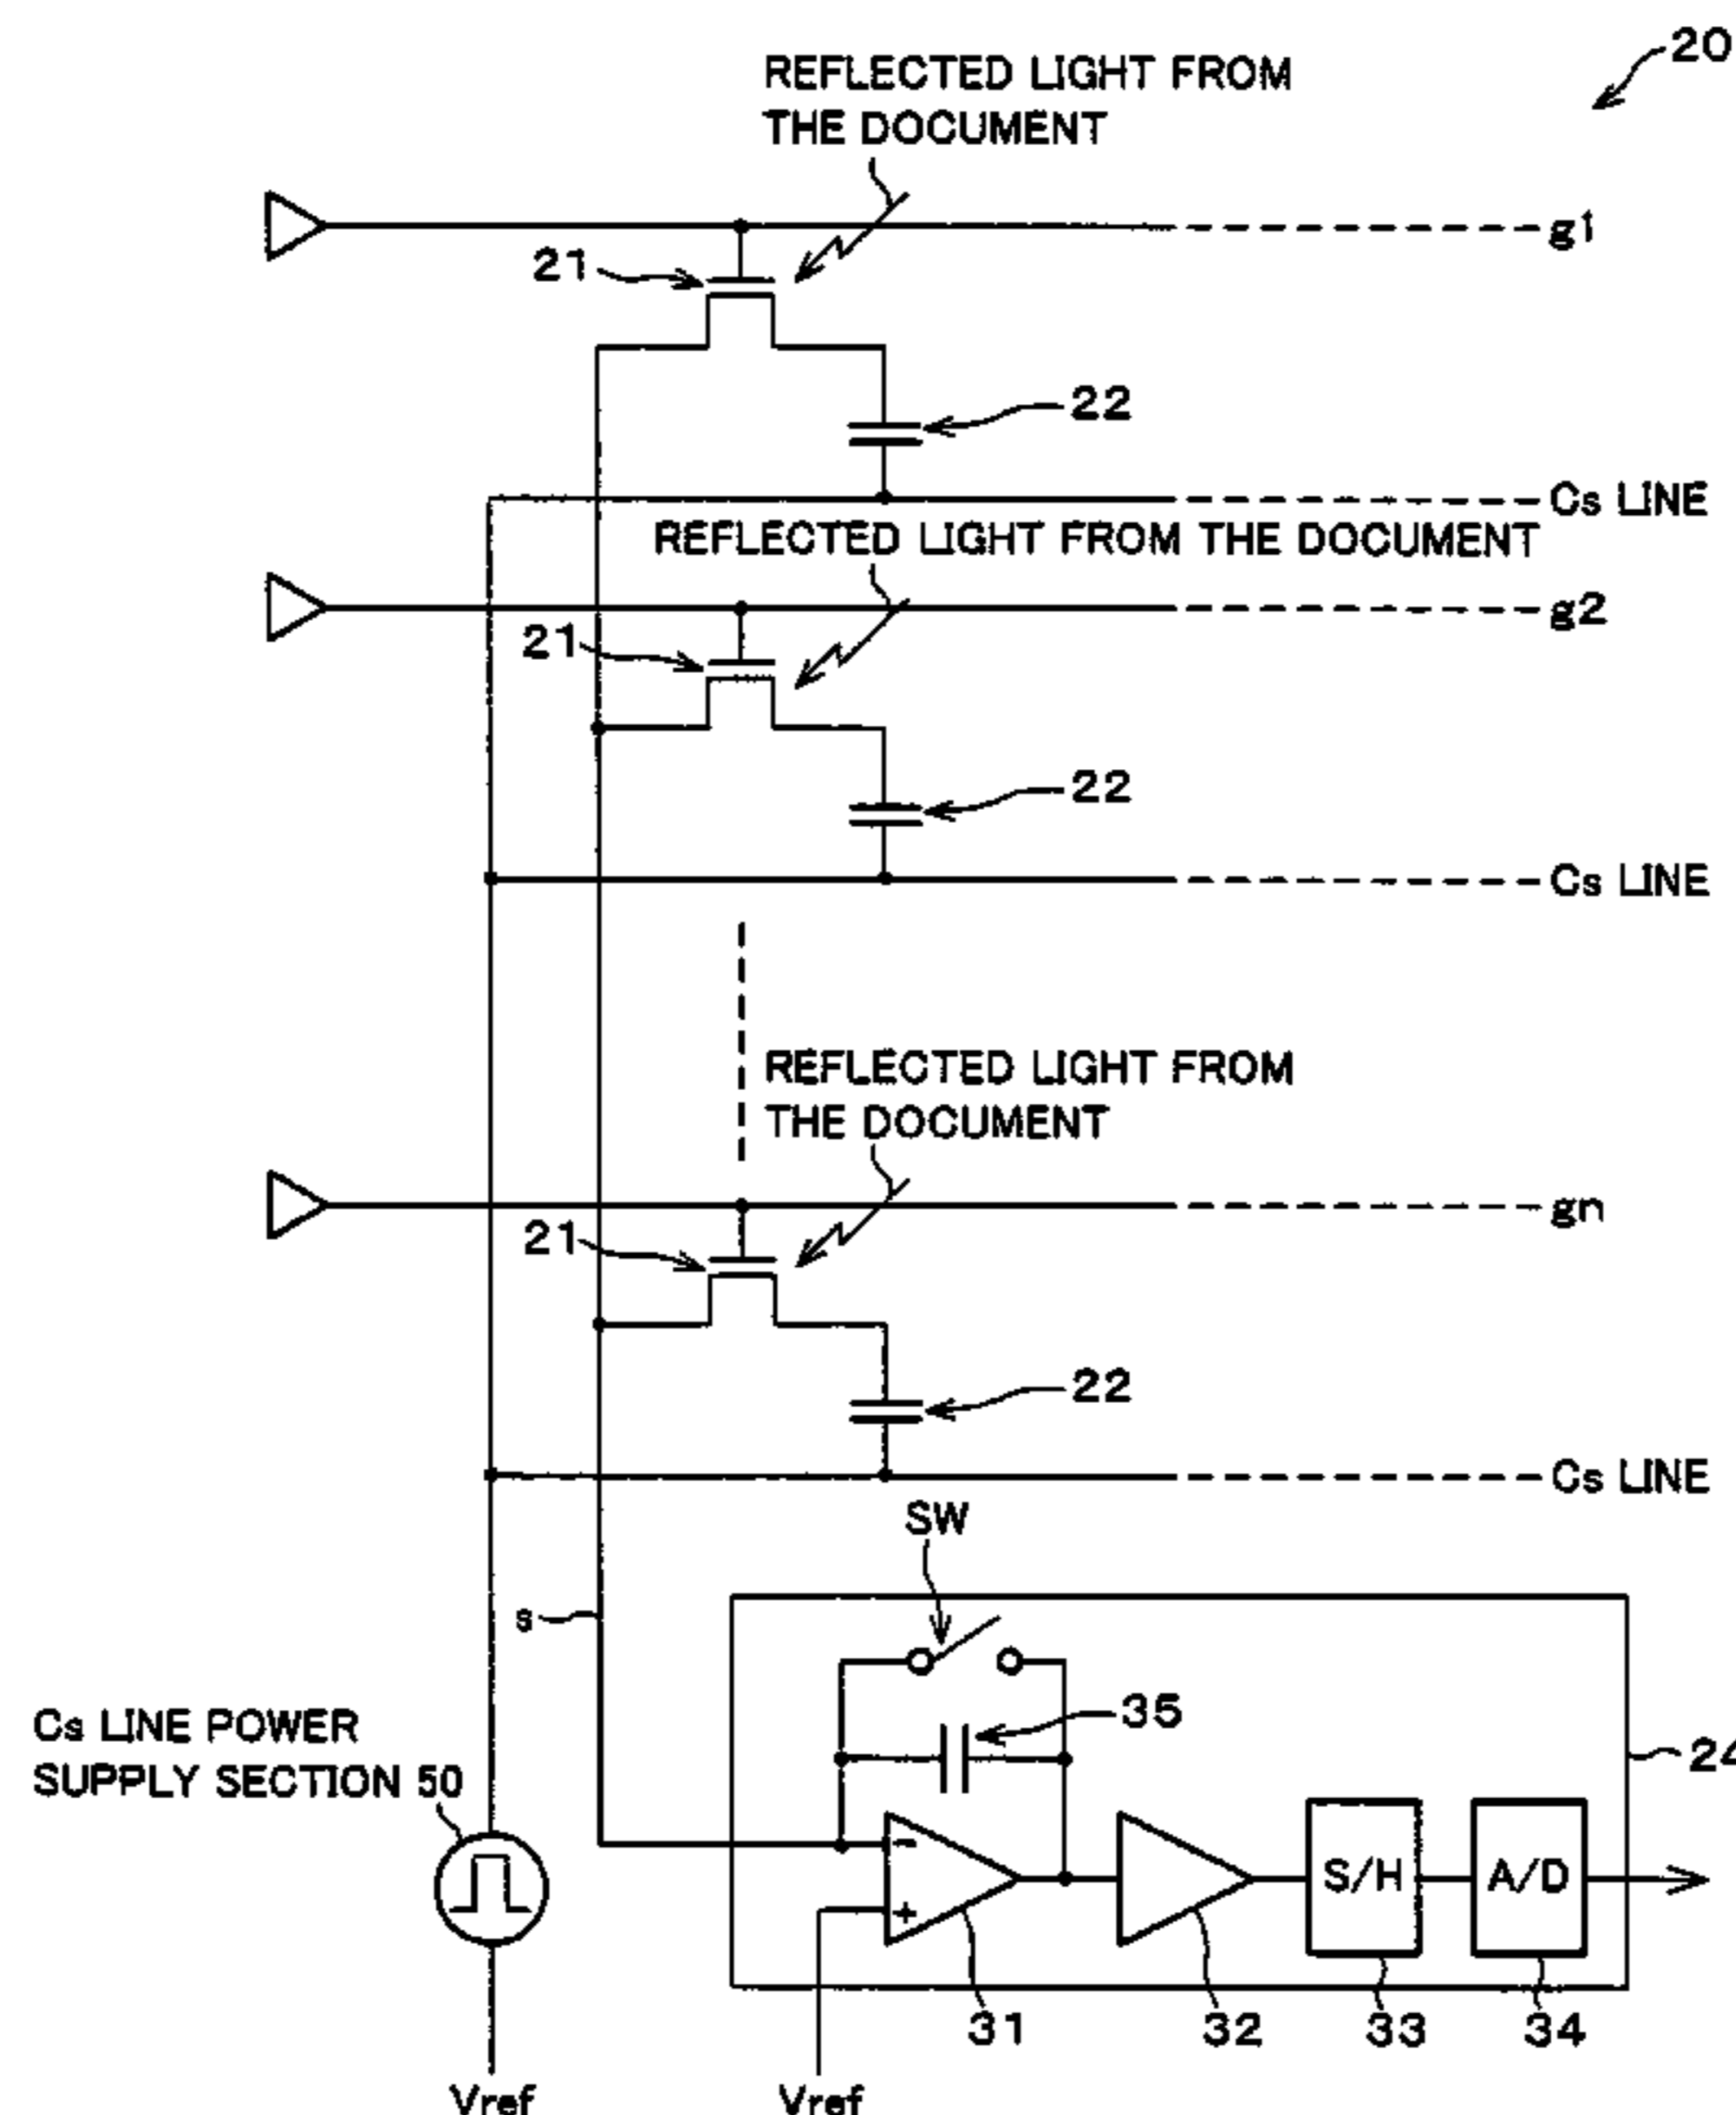 20
REFLECTED LIGHT FROM
THE DOCUMENT
g1
21
22
Cs LINE
REFLECTED LIGHT FROM THE DOCUMENT
g2
21
22
Cs LINE
REFLECTED LIGHT FROM
THE DOCUMENT
gn
21
22
Cs LINE
SW
s
35
Cs LINE POWER
SUPPLY SECTION 50
24
-
+
S/H
A/D
31
32
33
34
Vref
Vref